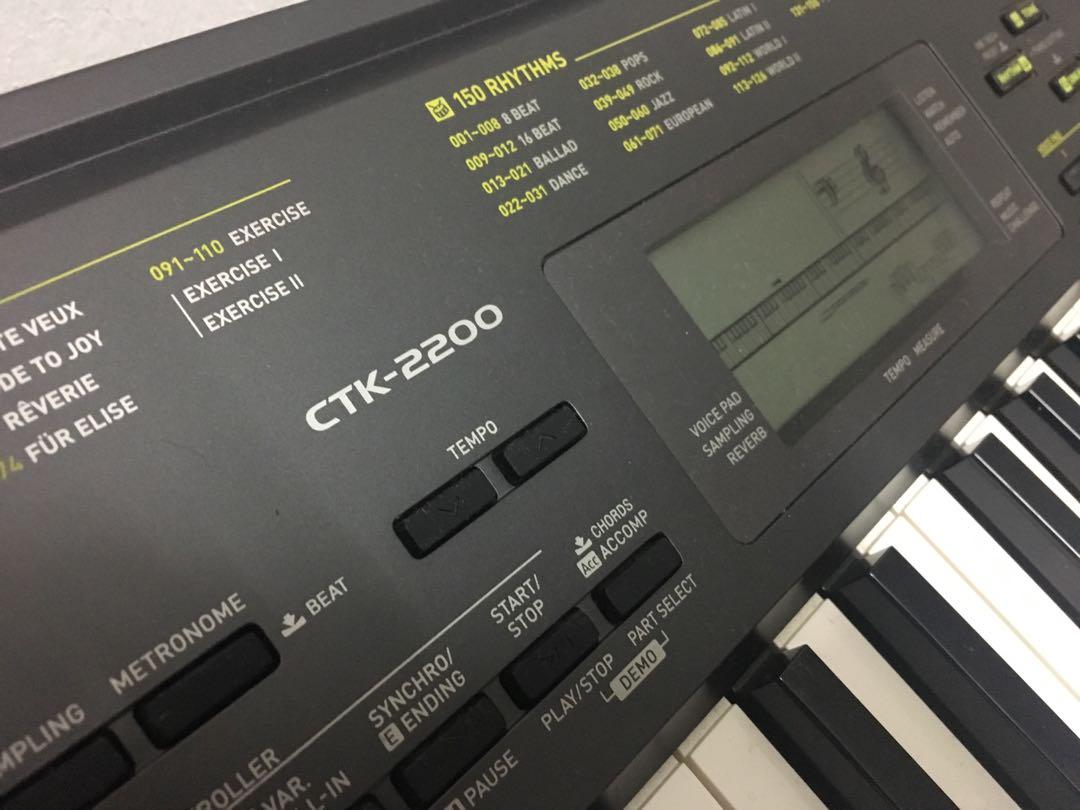 150 RHYTHMS
001~008 8 BEAT
009~012 16 BEAT
013~021 BALLAD
022~031 DANCE
032~038 POPS
039~049 ROCK
050~060 JAZZ
061~071 EUROPEAN
072~085 LATIN I
086~091 LATIN II
092~112 WORLD I
113~126 WORLD II
091~110 EXERCISE
EXERCISE I
EXERCISE II
TE VEUX
DE TO JOY
RÊVERIE
14 FÜR ELISE
CTK-2200
TEMPO
VOICE PAD
SAMPLING
REVERB
TEMPO MEASURE
CHORDS
Acc ACCOMP
START/
STOP
SYNCHRO/
E ENDING
METRONOME
BEAT
PLAY/STOP
PART SELECT
DEMO
PAUSE
MPLING
ROLLER
VAR.
L-IN